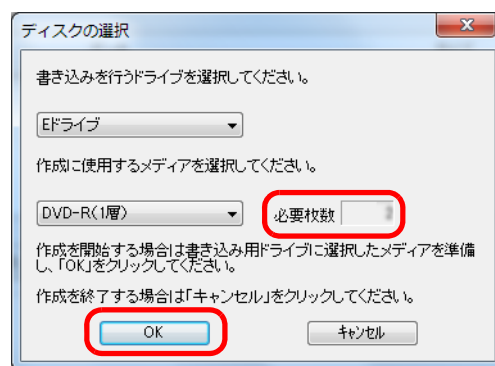 ディスクの選択
書き込みを行うドライブを選択してください。
Eドライブ
作成に使用するメディアを選択してください。
DVD-R(1層) 必要枚数
作成を開始する場合は書き込み用ドライブに選択したメディアを準備
し、「OK」をクリックしてください。
作成を終了する場合は「キャンセル」をクリックしてください。
OK キャンセル